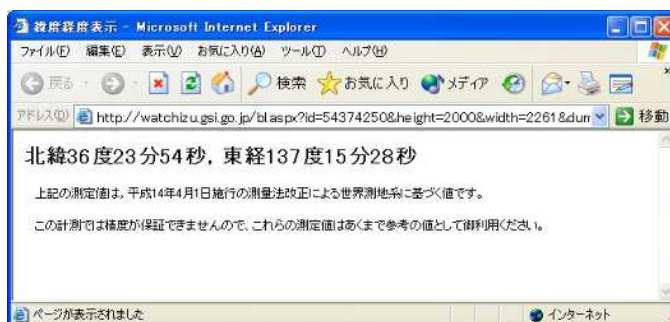 緯度経度表示 - Microsoft Internet Explorer
ファイル(F) 編集(E) 表示(V) お気に入り(A) ツール(T) ヘルプ(H)
戻る 検索 お気に入り メディア »
アドレス(D) http://watchizu.gsi.go.jp/bl.aspx?id=54374250&height=2000&width=2261&dum 移動
北緯36度23分54秒，東経137度15分28秒
上記の測定値は，平成14年4月1日施行の測量法改正による世界測地系に基づく値です。
この計測では精度が保証できませんので、これらの測定値はあくまで参考の値として御利用ください。
ページが表示されました インターネット